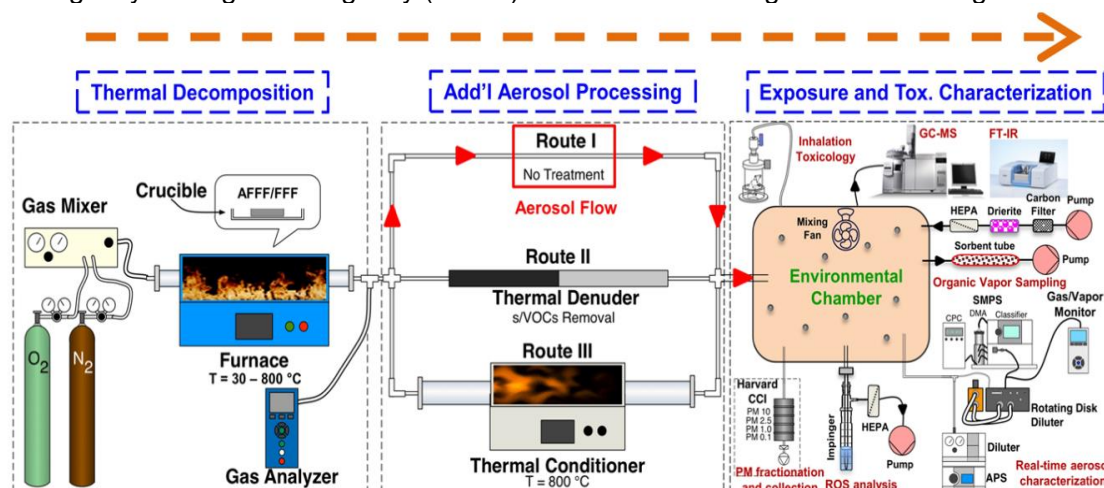 Thermal Decomposition
Add'l Aerosol Processing
Exposure and Tox. Characterization
Gas Mixer
Crucible
AFFF/FFF
O2
N2
Furnace
T = 30 – 800 °C
Gas Analyzer
Route I
No Treatment
Aerosol Flow
Route II
Thermal Denuder
s/VOCs Removal
Route III
Thermal Conditioner
T = 800 °C
Inhalation
Toxicology
GC-MS
FT-IR
Mixing
Fan
Environmental
Chamber
HEPA
Drierite
Carbon
Filter
Pump
Sorbent tube
Pump
Organic Vapor Sampling
SMPS
CPC
DMA
Classifier
Gas/Vapor
Monitor
Rotating Disk
Diluter
Diluter
APS
Real-time aeroso
characterization
Harvard
CCI
PM 10
PM 2.5
PM 1.0
PM 0.1
PM fractionation
and collection
Impinger
HEPA
Pump
ROS analysis